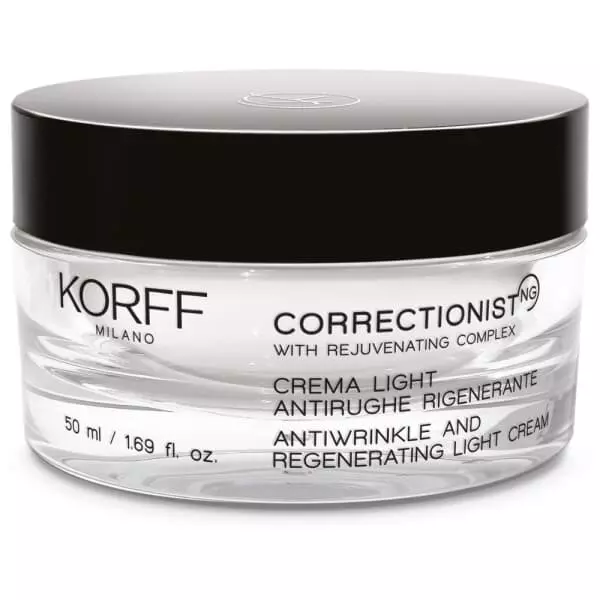 KORFF
MILANO
50 ml / 1.69 fl. oz.
CORRECTIONIST NG
WITH REJUVENATING COMPLEX
CREMA LIGHT
ANTIRUGHE RIGENERANTE
ANTIWRINKLE AND
REGENERATING LIGHT CREAM